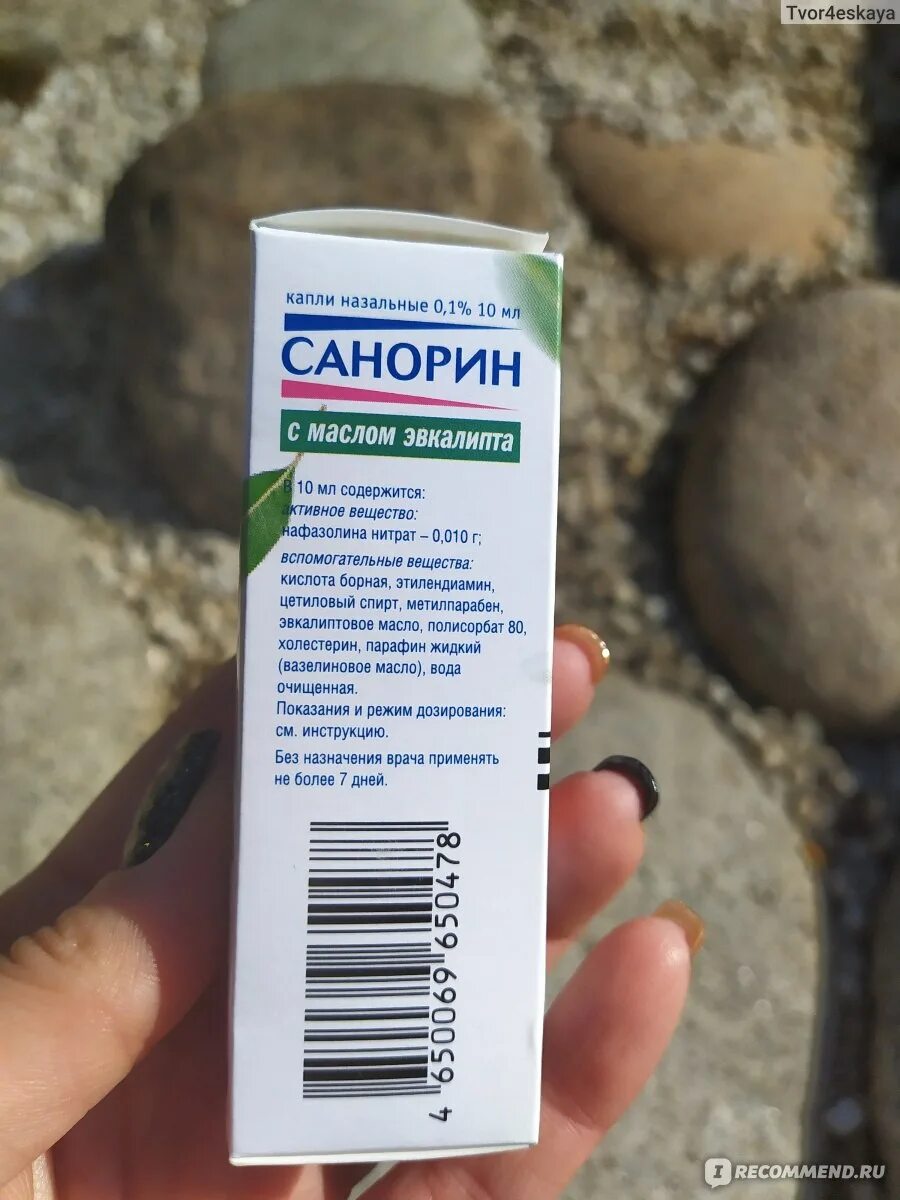 Tvor4eskaya
капли назальные 0,1% 10 мл
САНОРИН
с маслом эвкалипта
В 10 мл содержится:
активное вещество:
нафазолина нитрат – 0,010 г;
вспомогательные вещества:
кислота борная, этилендиамин,
цетиловый спирт, метилпарабен,
эвкалиптовое масло, полисорбат 80,
холестерин, парафин жидкий
(вазелиновое масло), вода
очищенная.
Показания и режим дозирования:
см. инструкцию.
Без назначения врача применять
не более 7 дней.
4 650069 650478
IRECOMMEND.RU